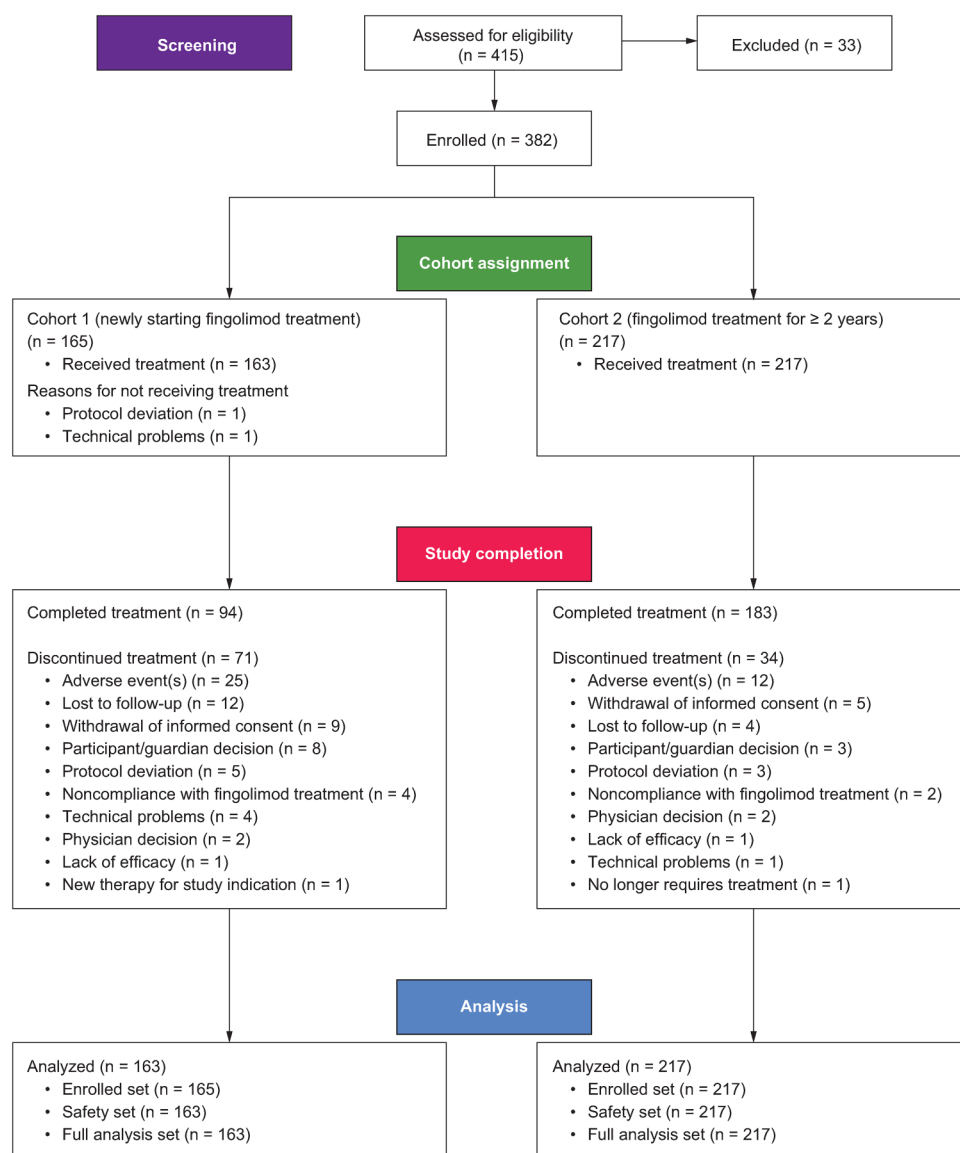 Screening
Assessed for eligibility
(n = 415)
Excluded (n = 33)
Enrolled (n = 382)
Cohort assignment
Cohort 1 (newly starting fingolimod treatment)
(n = 165)
• Received treatment (n = 163)
Reasons for not receiving treatment
• Protocol deviation (n = 1)
• Technical problems (n = 1)
Cohort 2 (fingolimod treatment for ≥ 2 years)
(n = 217)
• Received treatment (n = 217)
Study completion
Completed treatment (n = 94)
Discontinued treatment (n = 71)
• Adverse event(s) (n = 25)
• Lost to follow-up (n = 12)
• Withdrawal of informed consent (n = 9)
• Participant/guardian decision (n = 8)
• Protocol deviation (n = 5)
• Noncompliance with fingolimod treatment (n = 4)
• Technical problems (n = 4)
• Physician decision (n = 2)
• Lack of efficacy (n = 1)
• New therapy for study indication (n = 1)
Completed treatment (n = 183)
Discontinued treatment (n = 34)
• Adverse event(s) (n = 12)
• Withdrawal of informed consent (n = 5)
• Lost to follow-up (n = 4)
• Participant/guardian decision (n = 3)
• Protocol deviation (n = 3)
• Noncompliance with fingolimod treatment (n = 2)
• Physician decision (n = 2)
• Lack of efficacy (n = 1)
• Technical problems (n = 1)
• No longer requires treatment (n = 1)
Analysis
Analyzed (n = 163)
• Enrolled set (n = 165)
• Safety set (n = 163)
• Full analysis set (n = 163)
Analyzed (n = 217)
• Enrolled set (n = 217)
• Safety set (n = 217)
• Full analysis set (n = 217)